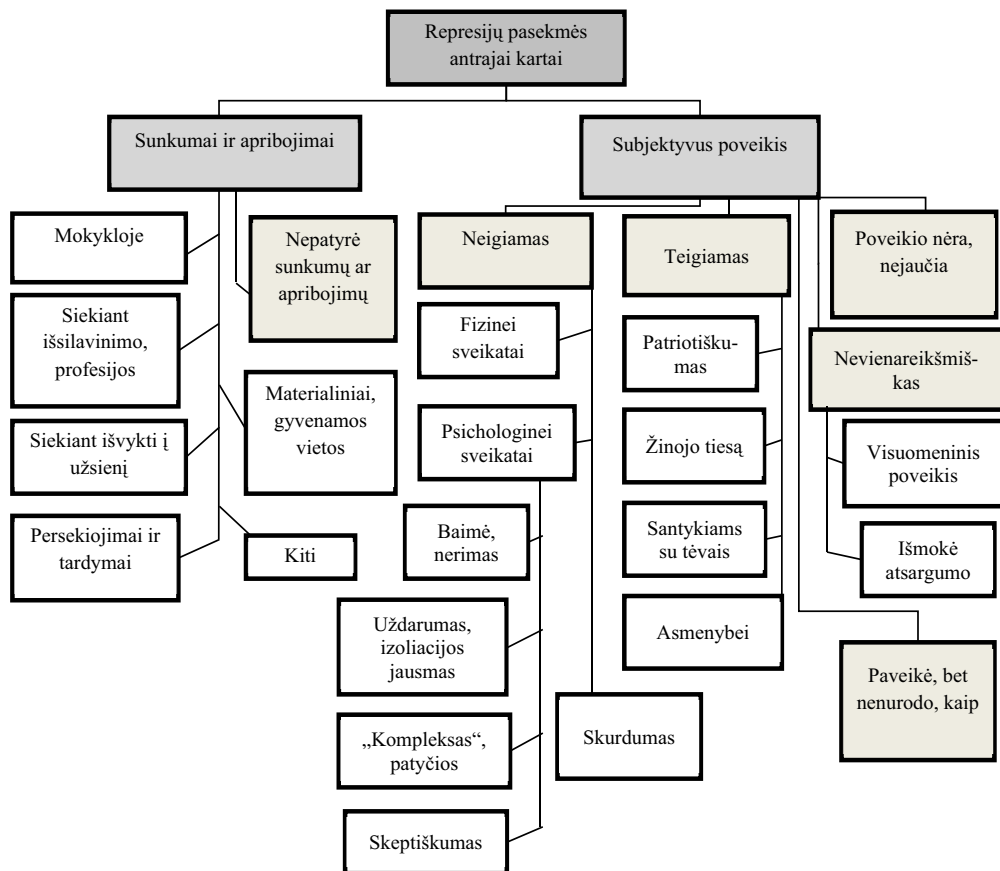 Represijų pasekmės
antrajai kartai
Sunkumai ir apribojimai
Subjektyvus poveikis
Mokykloje
Nepatyrė
sunkumų ar
apribojimų
Siekiant
išsilavinimo,
profesijos
Materialiniai,
gyvenamos
vietos
Siekiant išvykti į
užsienį
Persekiojimai ir
tardymai
Kiti
Neigiamas
Fizinei
sveikatai
Psichologinei
sveikatai
Baimė,
nerimas
Uždarumas,
izoliacijos
jausmas
„Kompleksas“,
patyčios
Skeptiškumas
Skurdumas
Teigiamas
Patriotišku-
mas
Žinojo tiesą
Santykiams
su tėvais
Asmenybei
Poveikio nėra,
nejaučia
Nevienareikšmiš-
kas
Visuomeninis
poveikis
Išmokė
atsargumo
Paveikė, bet
nenurodo, kaip